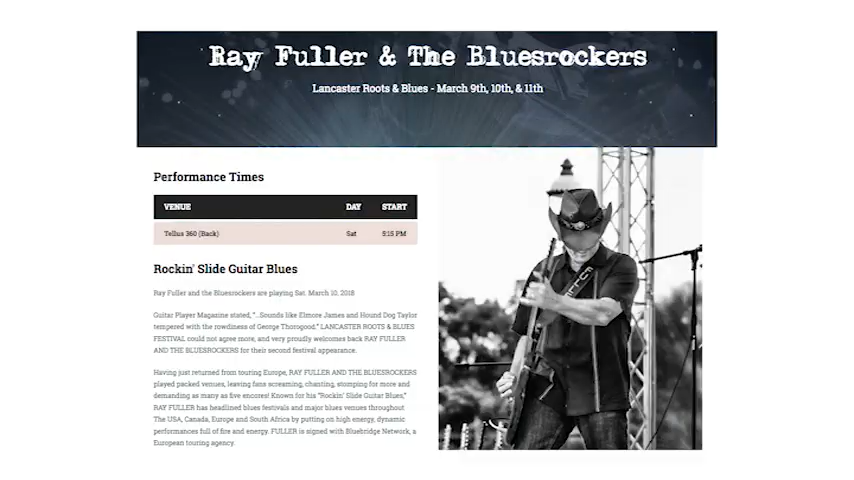 Ray Fuller & The Bluesrockers
Lancaster Roots & Blues - March 9th, 10th, & 11th
Performance Times
VENUE DAY START
Tellus 360 (Back) Sat 5:15 PM
Rockin' Slide Guitar Blues
Ray Fuller and the Bluesrockers are playing Sat. March 10, 2018
Guitar Player Magazine stated, "...Sounds like Elmore James and Hound Dog Taylor
tempered with the rowdiness of George Thorogood." LANCASTER ROOTS & BLUES
FESTIVAL could not agree more, and very proudly welcomes back RAY FULLER
AND THE BLUESROCKERS for their second festival appearance.
Having just returned from touring Europe, RAY FULLER AND THE BLUESROCKERS
played packed venues, leaving fans screaming, chanting, stomping for more and
demanding as many as five encores! Known for his "Rockin' Slide Guitar Blues,"
RAY FULLER has headlined blues festivals and major blues venues throughout
The USA, Canada, Europe and South Africa by putting on high energy, dynamic
performances full of fire and energy. FULLER is signed with Bluebridge Network, a
European touring agency.